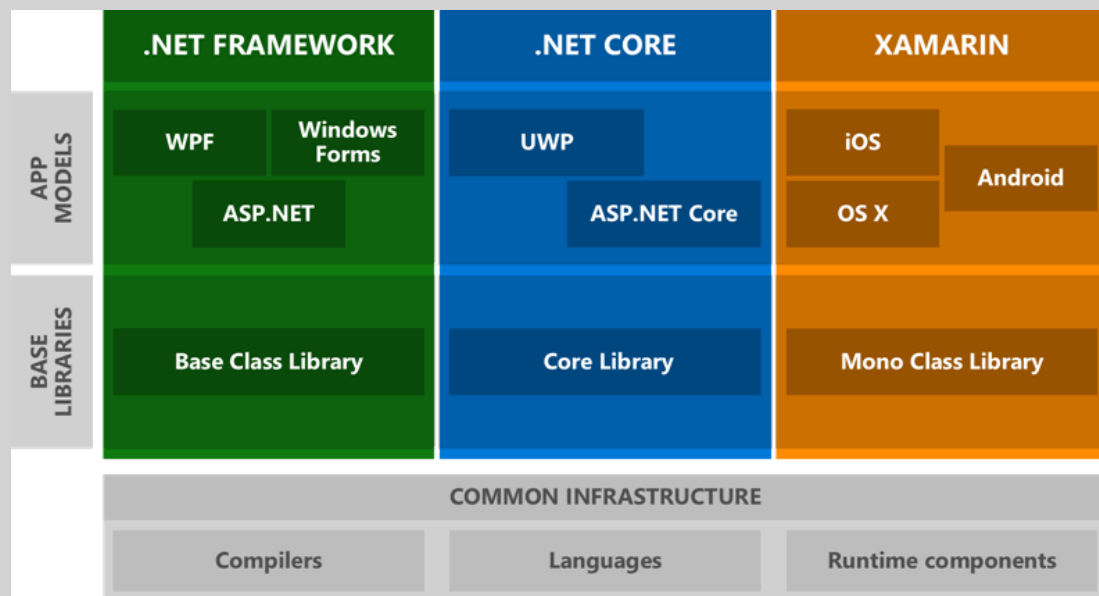 .NET FRAMEWORK
.NET CORE
XAMARIN
APP
MODELS
WPF
Windows
Forms
ASP.NET
UWP
ASP.NET Core
iOS
Android
OS X
BASE
LIBRARIES
Base Class Library
Core Library
Mono Class Library
COMMON INFRASTRUCTURE
Compilers
Languages
Runtime components